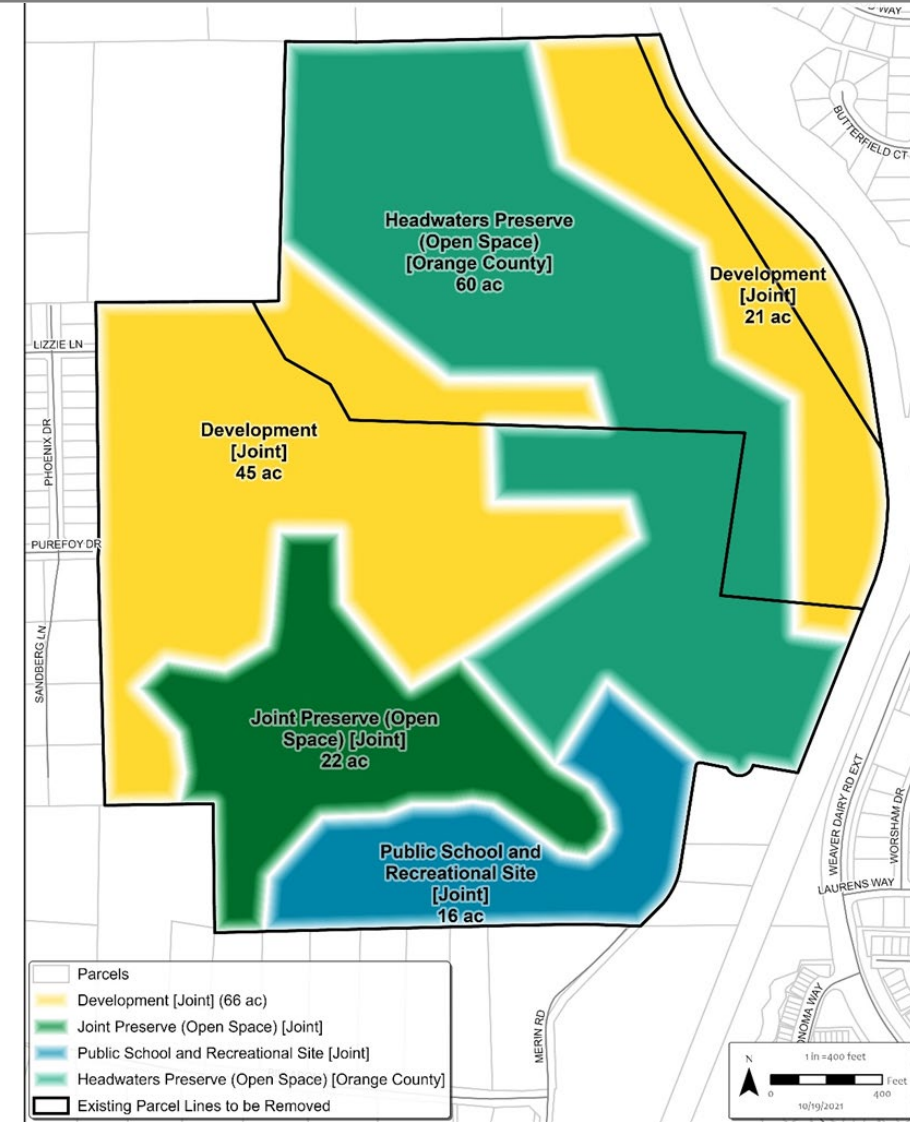 WAY
BUTTERFIELD CT
Headwaters Preserve
(Open Space)
[Orange County]
60 ac
Development
[Joint]
21 ac
LIZZIE LN
PHOENIX DR
Development
[Joint]
45 ac
PUREFOY DR
SANDBERG LN
Joint Preserve (Open
Space) [Joint]
22 ac
Public School and
Recreational Site
[Joint]
16 ac
WEAVER DAIRY RD EXT
WORSHAM DR
LAURENS WAY
MERIN RD
ONOMA WAY
Parcels
Development [Joint] (66 ac)
Joint Preserve (Open Space) [Joint]
Public School and Recreational Site [Joint]
Headwaters Preserve (Open Space) [Orange County]
Existing Parcel Lines to be Removed
N
1 in =400 feet
Feet
0 400
10/19/2021